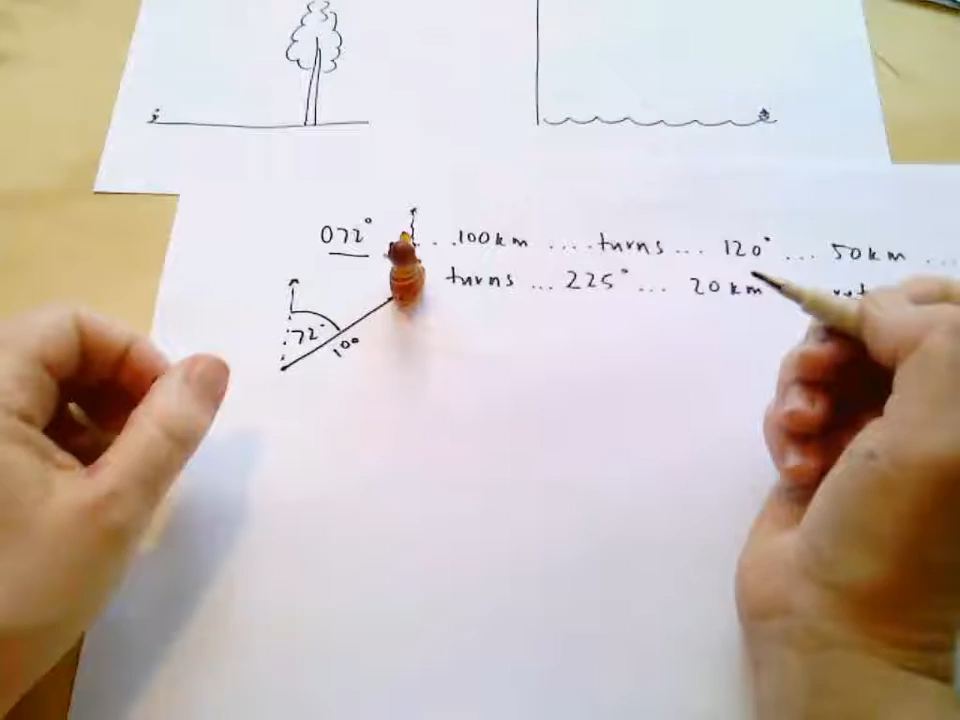 072° . . 100km .... turns ... 120° ... 50km ...
turns ... 225° ... 20km
72°
100